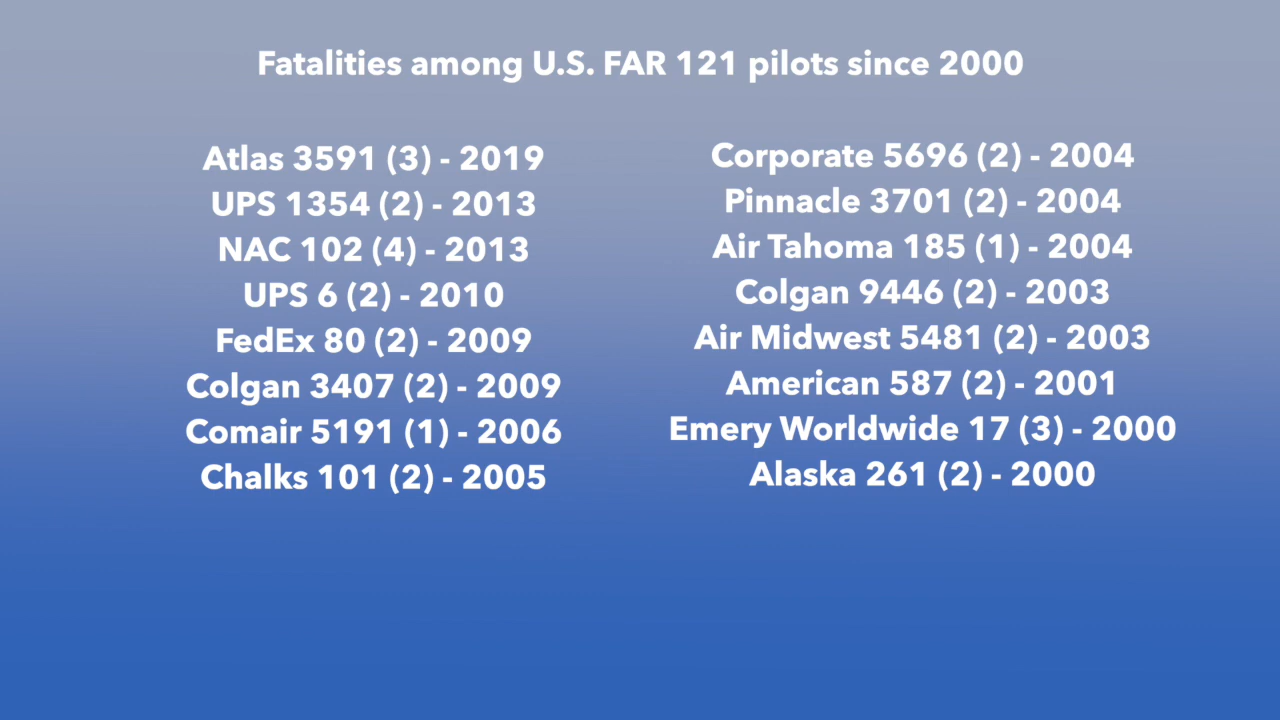 Fatalities among U.S. FAR 121 pilots since 2000
Atlas 3591 (3) - 2019
UPS 1354 (2) - 2013
NAC 102 (4) - 2013
UPS 6 (2) - 2010
FedEx 80 (2) - 2009
Colgan 3407 (2) - 2009
Comair 5191 (1) - 2006
Chalks 101 (2) - 2005
Corporate 5696 (2) - 2004
Pinnacle 3701 (2) - 2004
Air Tahoma 185 (1) - 2004
Colgan 9446 (2) - 2003
Air Midwest 5481 (2) - 2003
American 587 (2) - 2001
Emery Worldwide 17 (3) - 2000
Alaska 261 (2) - 2000